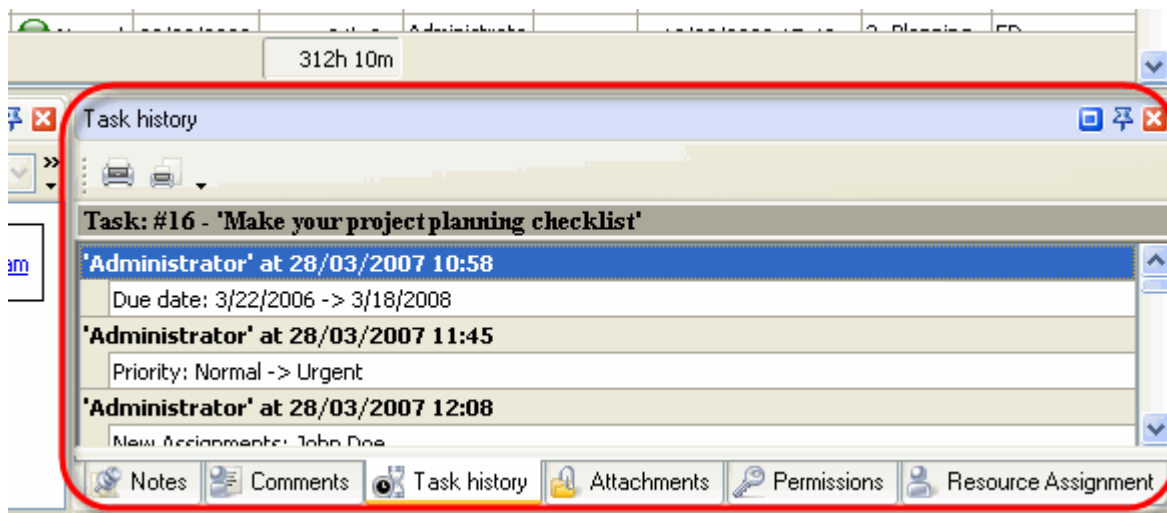 312h 10m
Task history
Task: #16 - 'Make your project planning checklist'
am
'Administrator' at 28/03/2007 10:58
Due date: 3/22/2006 -> 3/18/2008
'Administrator' at 28/03/2007 11:45
Priority: Normal -> Urgent
'Administrator' at 28/03/2007 12:08
New Assignments: John Doe
Notes Comments Task history Attachments Permissions Resource Assignment